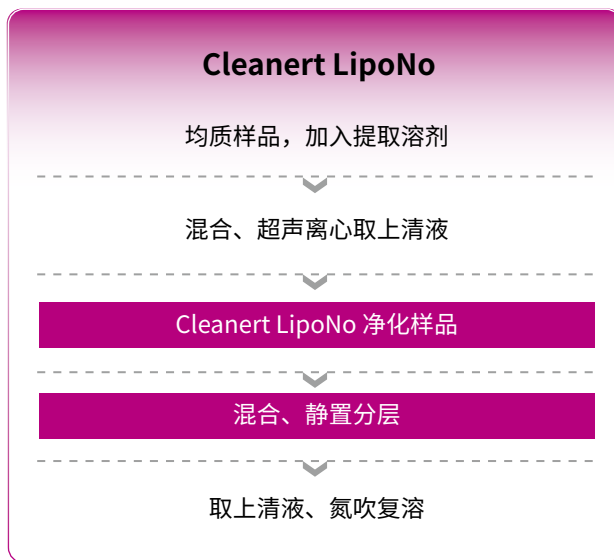 Cleanert LipoNo
均质样品，加入提取溶剂
混合、超声离心取上清液
Cleanert LipoNo 净化样品
混合、静置分层
取上清液、氮吹复溶